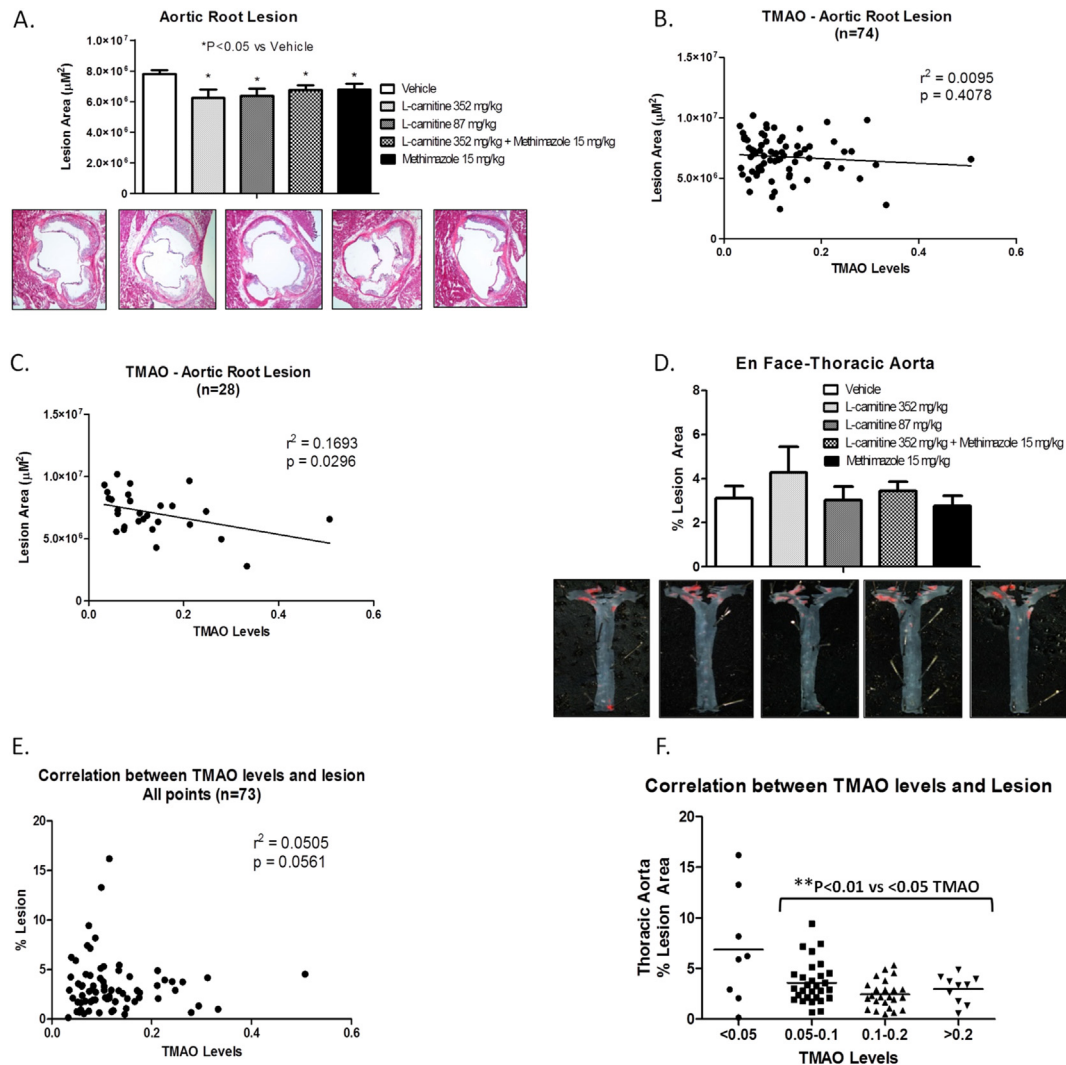 A.
Aortic Root Lesion
*P<0.05 vs Vehicle
Lesion Area (μM²)
1.0×10⁷
8.0×10⁶
6.0×10⁶
4.0×10⁶
2.0×10⁶
0
* * * *
Vehicle
L-carnitine 352 mg/kg
L-carnitine 87 mg/kg
L-carnitine 352 mg/kg + Methimazole 15 mg/kg
Methimazole 15 mg/kg
B.
TMAO - Aortic Root Lesion
(n=74)
r² = 0.0095
p = 0.4078
Lesion Area (μM²)
1.5×10⁷
1.0×10⁷
5.0×10⁶
0
0.0 0.2 0.4 0.6
TMAO Levels
C.
TMAO - Aortic Root Lesion
(n=28)
r² = 0.1693
p = 0.0296
Lesion Area (μM²)
1.5×10⁷
1.0×10⁷
5.0×10⁶
0
0.0 0.2 0.4 0.6
TMAO Levels
D.
En Face-Thoracic Aorta
% Lesion Area
8
6
4
2
0
Vehicle
L-carnitine 352 mg/kg
L-carnitine 87 mg/kg
L-carnitine 352 mg/kg + Methimazole 15 mg/kg
Methimazole 15 mg/kg
E.
Correlation between TMAO levels and lesion
All points (n=73)
r² = 0.0505
p = 0.0561
% Lesion
20
15
10
5
0
0.0 0.2 0.4 0.6
TMAO Levels
F.
Correlation between TMAO levels and Lesion
**P<0.01 vs <0.05 TMAO
Thoracic Aorta
% Lesion Area
20
15
10
5
0
<0.05 0.05-0.1 0.1-0.2 >0.2
TMAO Levels